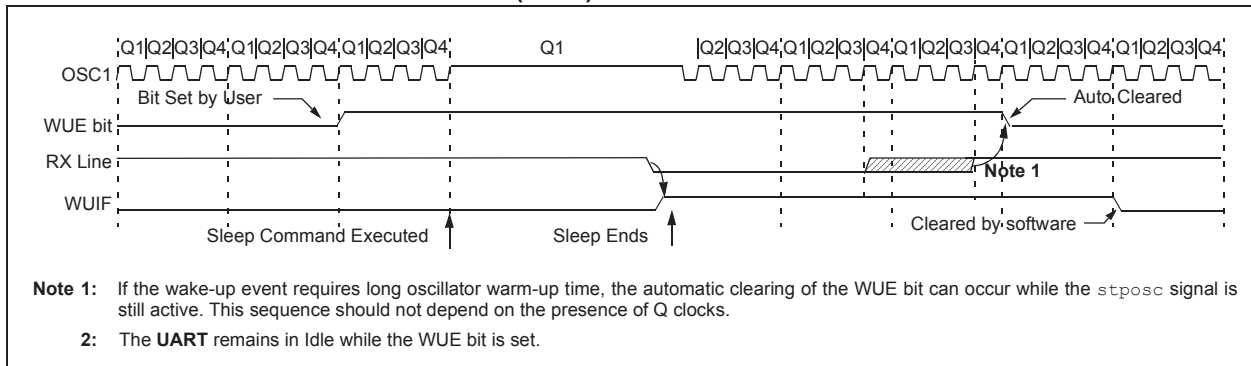 Q1|Q2|Q3|Q4|Q1|Q2|Q3|Q4|Q1|Q2|Q3|Q4 Q1 |Q2|Q3|Q4|Q1|Q2|Q3|Q4|Q1|Q2|Q3|Q4|Q1|Q2|Q3|Q4|Q1|Q2|Q3|Q4
OSC1
Bit Set by User Auto Cleared
WUE bit
RX Line Note 1
WUIF
Cleared by software
Sleep Command Executed Sleep Ends
Note 1: If the wake-up event requires long oscillator warm-up time, the automatic clearing of the WUE bit can occur while the stposc signal is
still active. This sequence should not depend on the presence of Q clocks.
2: The UART remains in Idle while the WUE bit is set.